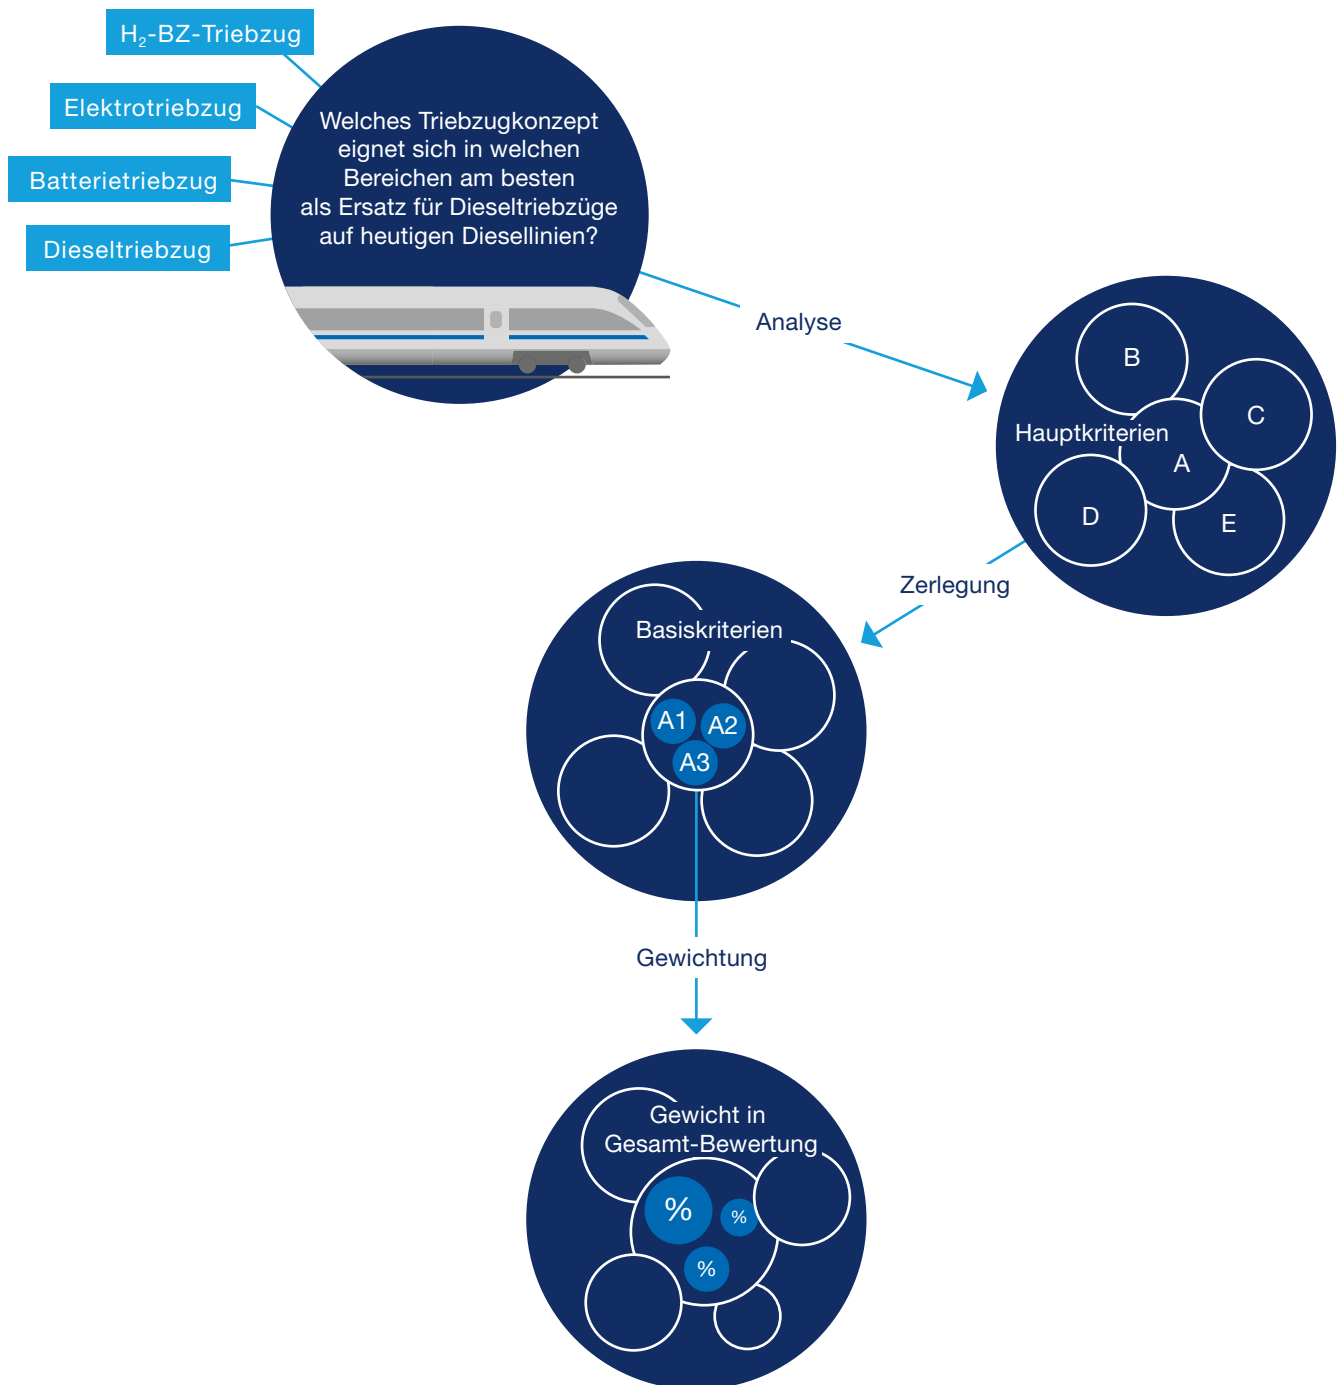 H₂-BZ-Triebzug
Elektrotriebzug
Batterietriebzug
Dieseltriebzug
Welches Triebzugkonzept
eignet sich in welchen
Bereichen am besten
als Ersatz für Dieseltriebzüge
auf heutigen Diesellinien?
Analyse
B
C
Hauptkriterien
A
D
E
Zerlegung
Basiskriterien
A1
A2
A3
Gewichtung
Gewicht in
Gesamt-Bewertung
%
%
%